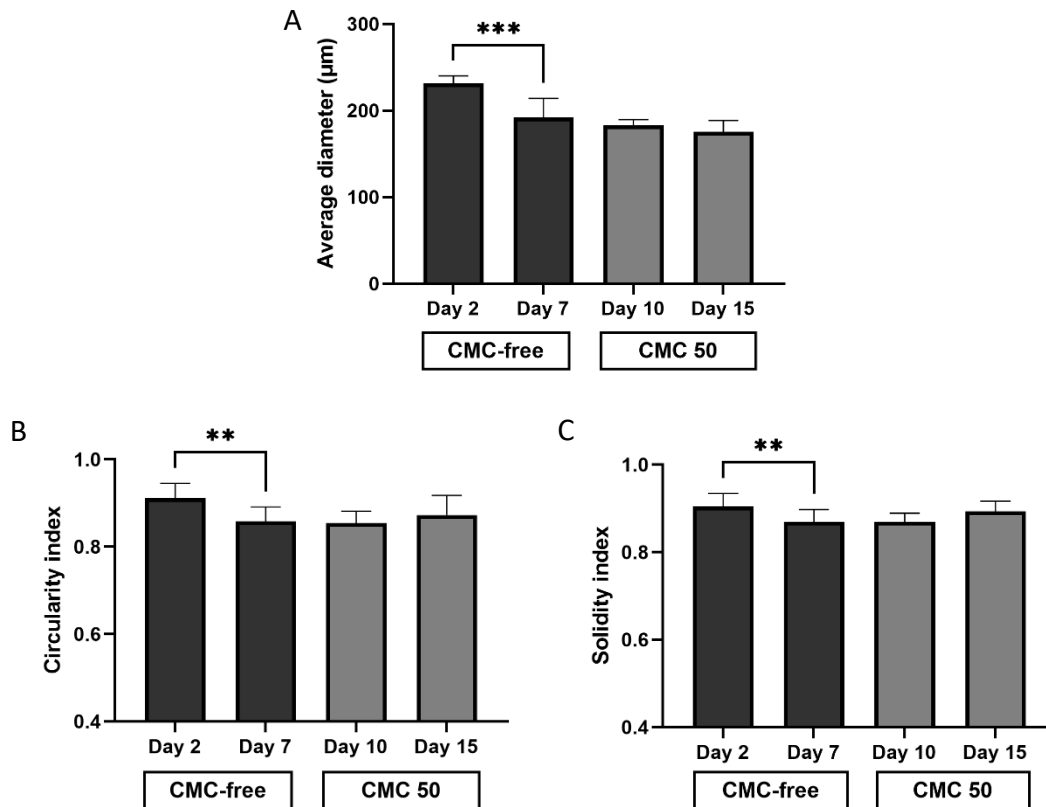 A
Average diameter (µm)
300
200
100
0
***
Day 2 Day 7 Day 10 Day 15
CMC-free CMC 50
B
Circularity index
1.0
0.8
0.6
0.4
**
Day 2 Day 7 Day 10 Day 15
CMC-free CMC 50
C
Solidity index
1.0
0.8
0.6
0.4
**
Day 2 Day 7 Day 10 Day 15
CMC-free CMC 50